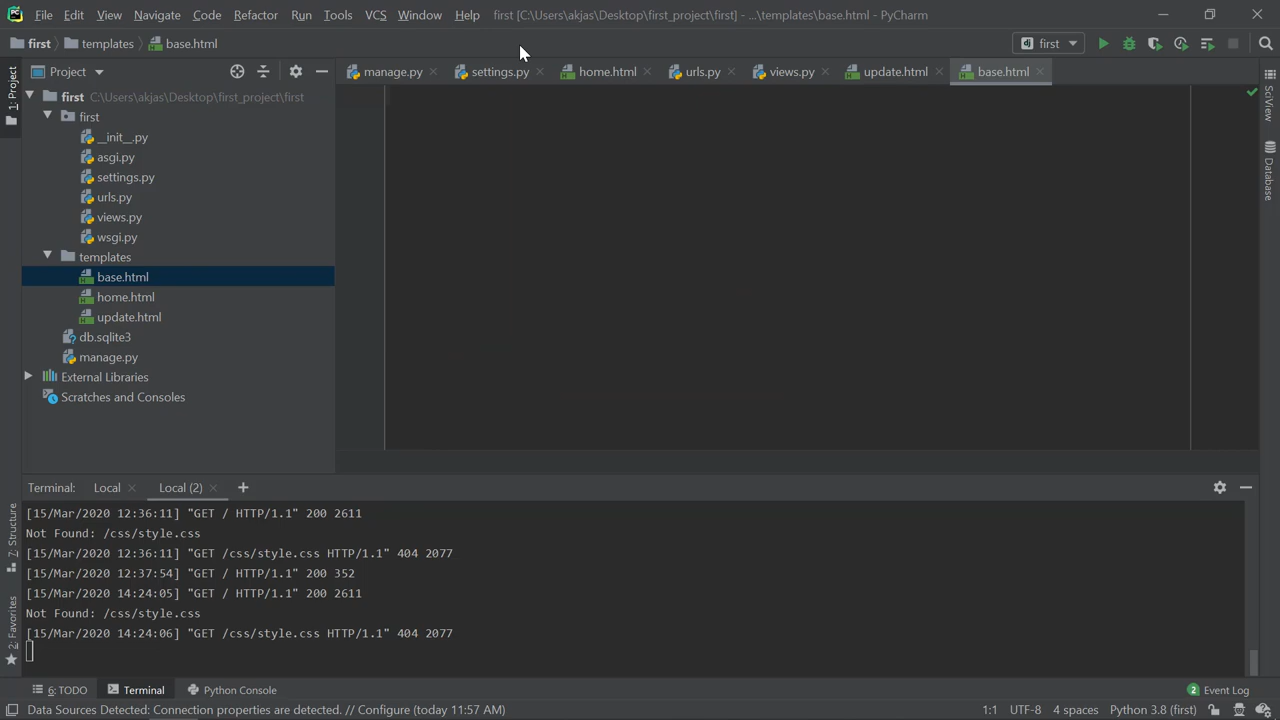 File Edit View Navigate Code Refactor Run Tools VCS Window Help first [C:\Users\akjas\Desktop\first_project\first] - ...\templates\base.html - PyCharm
first templates base.html first
1: Project Project manage.py settings.py home.html urls.py views.py update.html base.html SciView
first C:\Users\akjas\Desktop\first_project\first
first
__init__.py
asgi.py
settings.py Database
urls.py
views.py
wsgi.py
templates
base.html
home.html
update.html
db.sqlite3
manage.py
External Libraries
Scratches and Consoles
Terminal: Local Local (2) +
[15/Mar/2020 12:36:11] "GET / HTTP/1.1" 200 2611
7: Structure Not Found: /css/style.css
[15/Mar/2020 12:36:11] "GET /css/style.css HTTP/1.1" 404 2077
[15/Mar/2020 12:37:54] "GET / HTTP/1.1" 200 352
[15/Mar/2020 14:24:05] "GET / HTTP/1.1" 200 2611
2: Favorites Not Found: /css/style.css
[15/Mar/2020 14:24:06] "GET /css/style.css HTTP/1.1" 404 2077
6: TODO Terminal Python Console 2 Event Log
Data Sources Detected: Connection properties are detected. // Configure (today 11:57 AM) 1:1 UTF-8 4 spaces Python 3.8 (first)